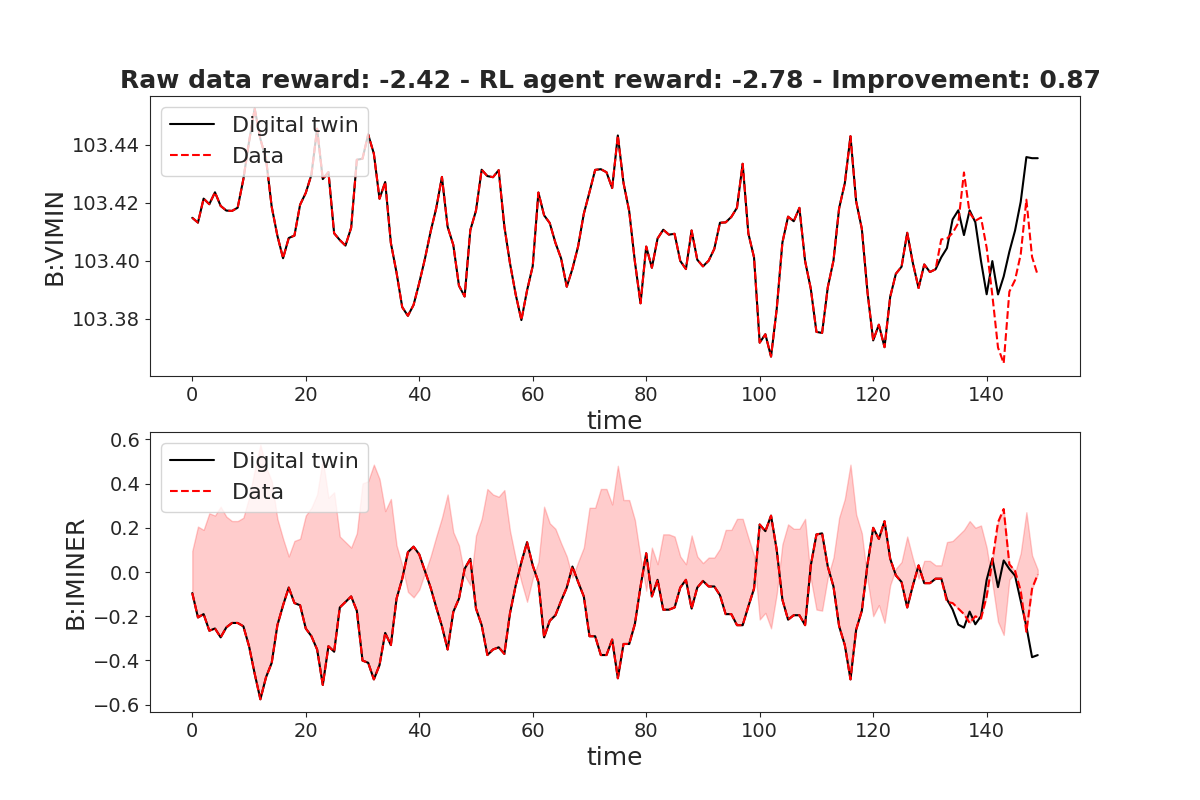 Raw data reward: -2.42 - RL agent reward: -2.78 - Improvement: 0.87
B:VIMIN
103.44
103.42
103.40
103.38
Digital twin
Data
0 20 40 60 80 100 120 140
time
B:IMINER
0.6
0.4
0.2
0.0
−0.2
−0.4
−0.6
Digital twin
Data
0 20 40 60 80 100 120 140
time